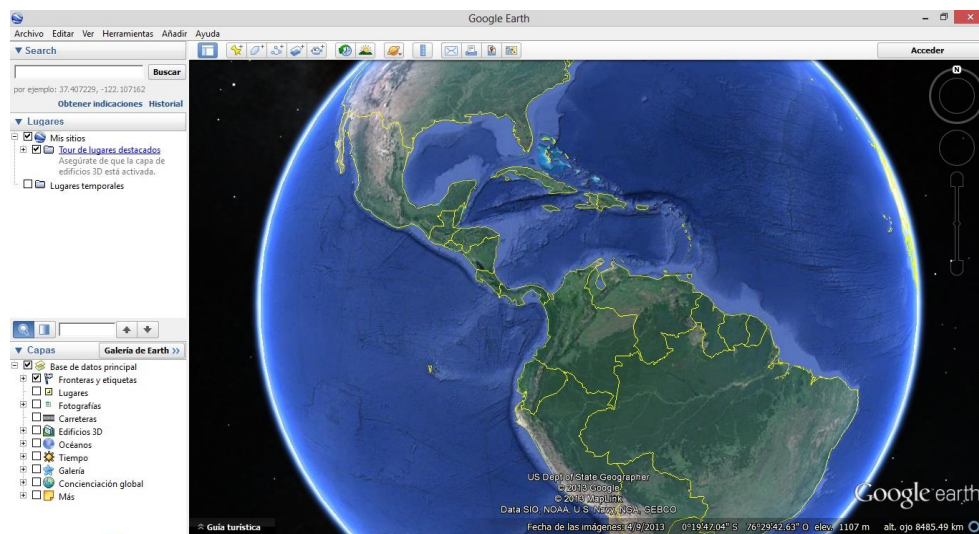 Google Earth
Archivo Editar Ver Herramientas Añadir Ayuda
Search
Buscar
por ejemplo: 37.407229, -122.107162
Obtener indicaciones Historial
Lugares
Mis sitios
Tour de lugares destacados
Asegúrate de que la capa de
edificios 3D está activada.
Lugares temporales
Capas Galería de Earth >>
Base de datos principal
Fronteras y etiquetas
Lugares
Fotografías
Carreteras
Edificios 3D
Océanos
Tiempo
Galería
Concienciación global
Más
Acceder
N
US Dept of State Geographer
© 2013 Google
© 2013 MapLink
Data SIO, NOAA, U.S. Navy, NGA, GEBCO
Google earth
Guía turística
Fecha de las imágenes: 4/9/2013 0°19'47.04" S 76°29'42.63" O elev. 1107 m alt. ojo 8485.49 km